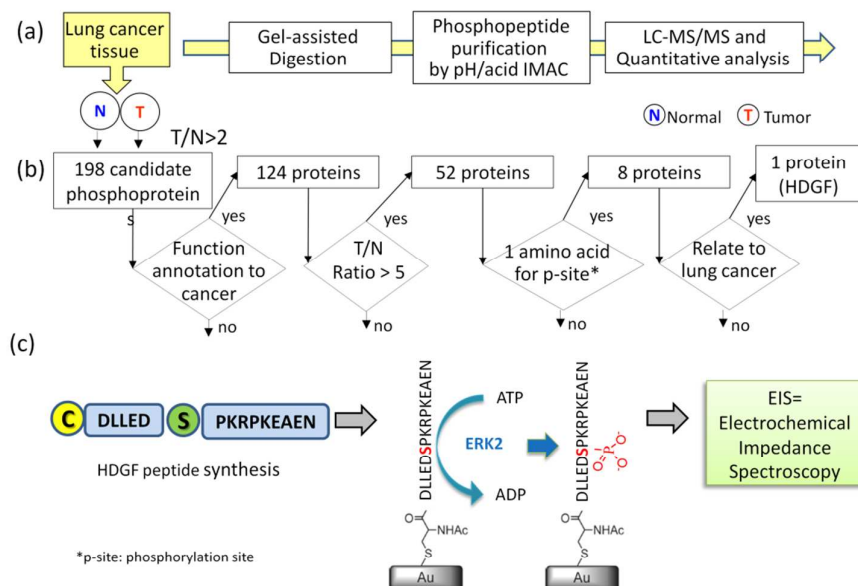 (a)
Lung cancer
tissue
Gel-assisted
Digestion
Phosphopeptide
purification
by pH/acid IMAC
LC-MS/MS and
Quantitative analysis
N
T
N Normal
T Tumor
T/N>2
(b)
198 candidate
phosphoprotein
s
124 proteins
52 proteins
8 proteins
1 protein
(HDGF)
yes
yes
yes
yes
Function
annotation to
cancer
T/N
Ratio > 5
1 amino acid
for p-site*
Relate to
lung cancer
no
no
no
no
(c)
C DLLED S PKRPKEAEN
HDGF peptide synthesis
DLLEDSPKRPKEAEN
O
NHAc
S
Au
ATP
ERK2
ADP
DLLEDSPKRPKEAEN
O-
O=P
O-
O
NHAc
S
Au
EIS=
Electrochemical
Impedance
Spectroscopy
*p-site: phosphorylation site